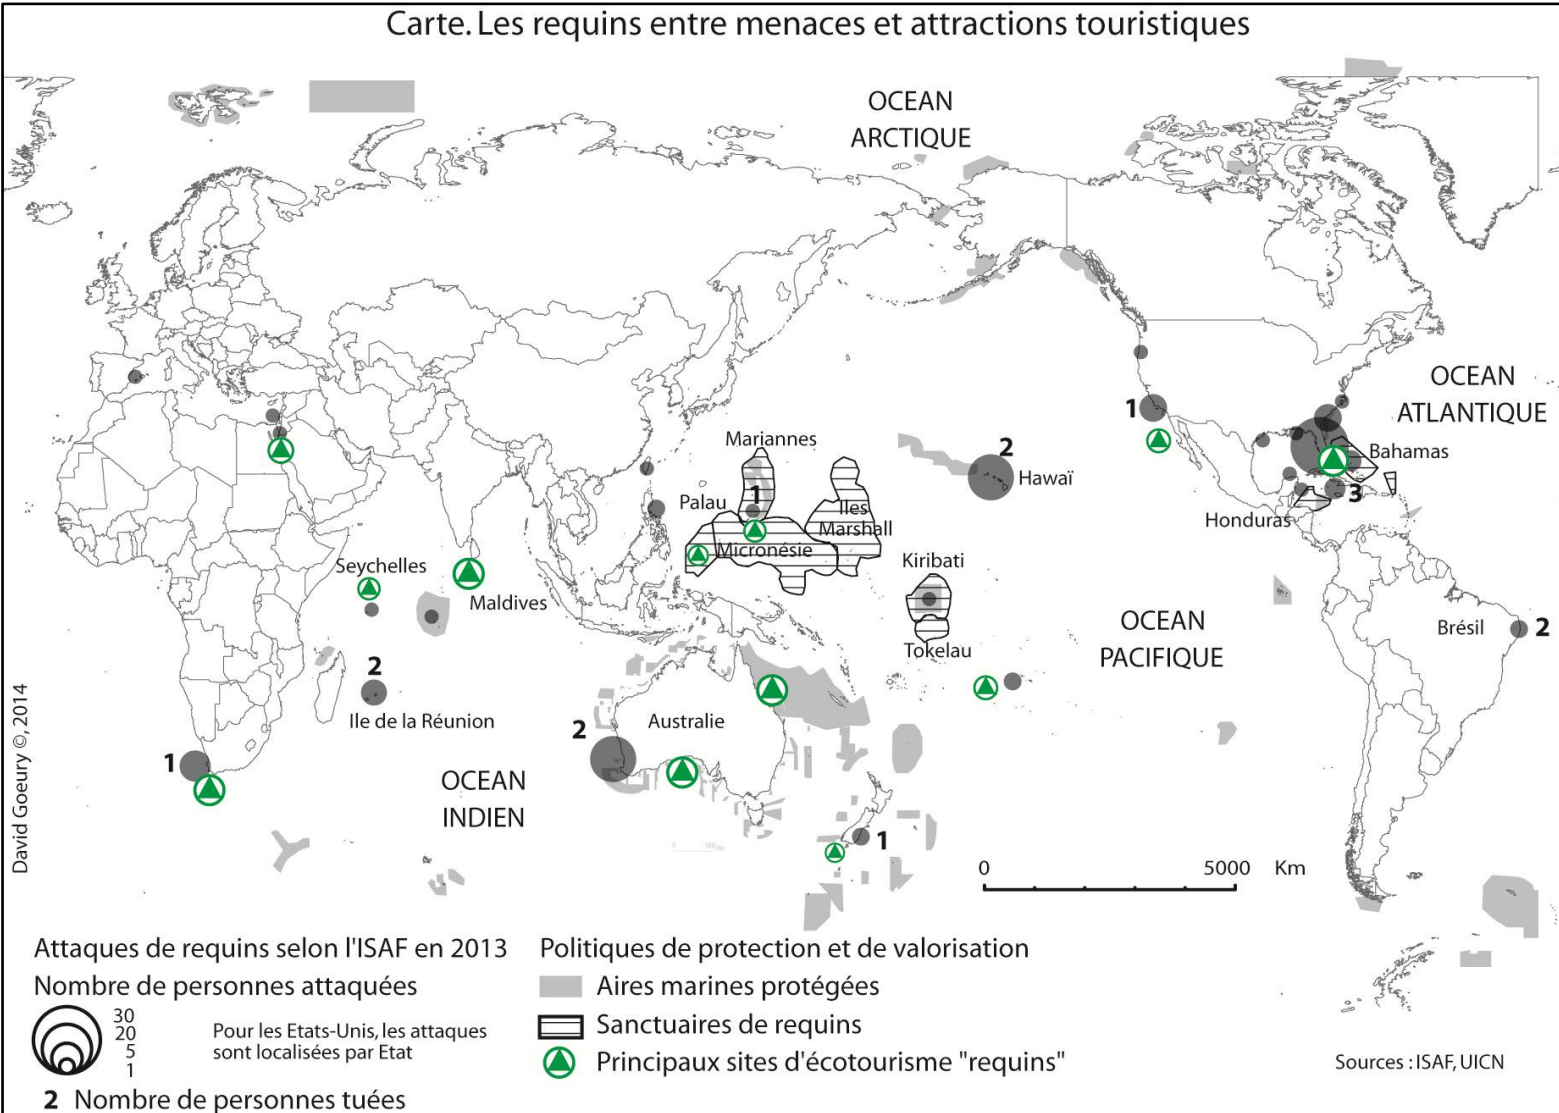 Carte. Les requins entre menaces et attractions touristiques
OCEAN
ARCTIQUE
OCEAN
ATLANTIQUE
1
Mariannes
2
Hawaï
Bahamas
Palau
1
Iles
Marshall
3
Honduras
Micronésie
Seychelles
Kiribati
Maldives
OCEAN
PACIFIQUE
Brésil
2
Tokelau
2
Ile de la Réunion
Australie
2
1
OCEAN
INDIEN
1
David Goeury ©, 2014
0 5000 Km
Attaques de requins selon l'ISAF en 2013
Nombre de personnes attaquées
30
20
5
1
Pour les Etats-Unis, les attaques
sont localisées par Etat
2 Nombre de personnes tuées
Politiques de protection et de valorisation
Aires marines protégées
Sanctuaires de requins
Principaux sites d'écotourisme "requins"
Sources : ISAF, UICN